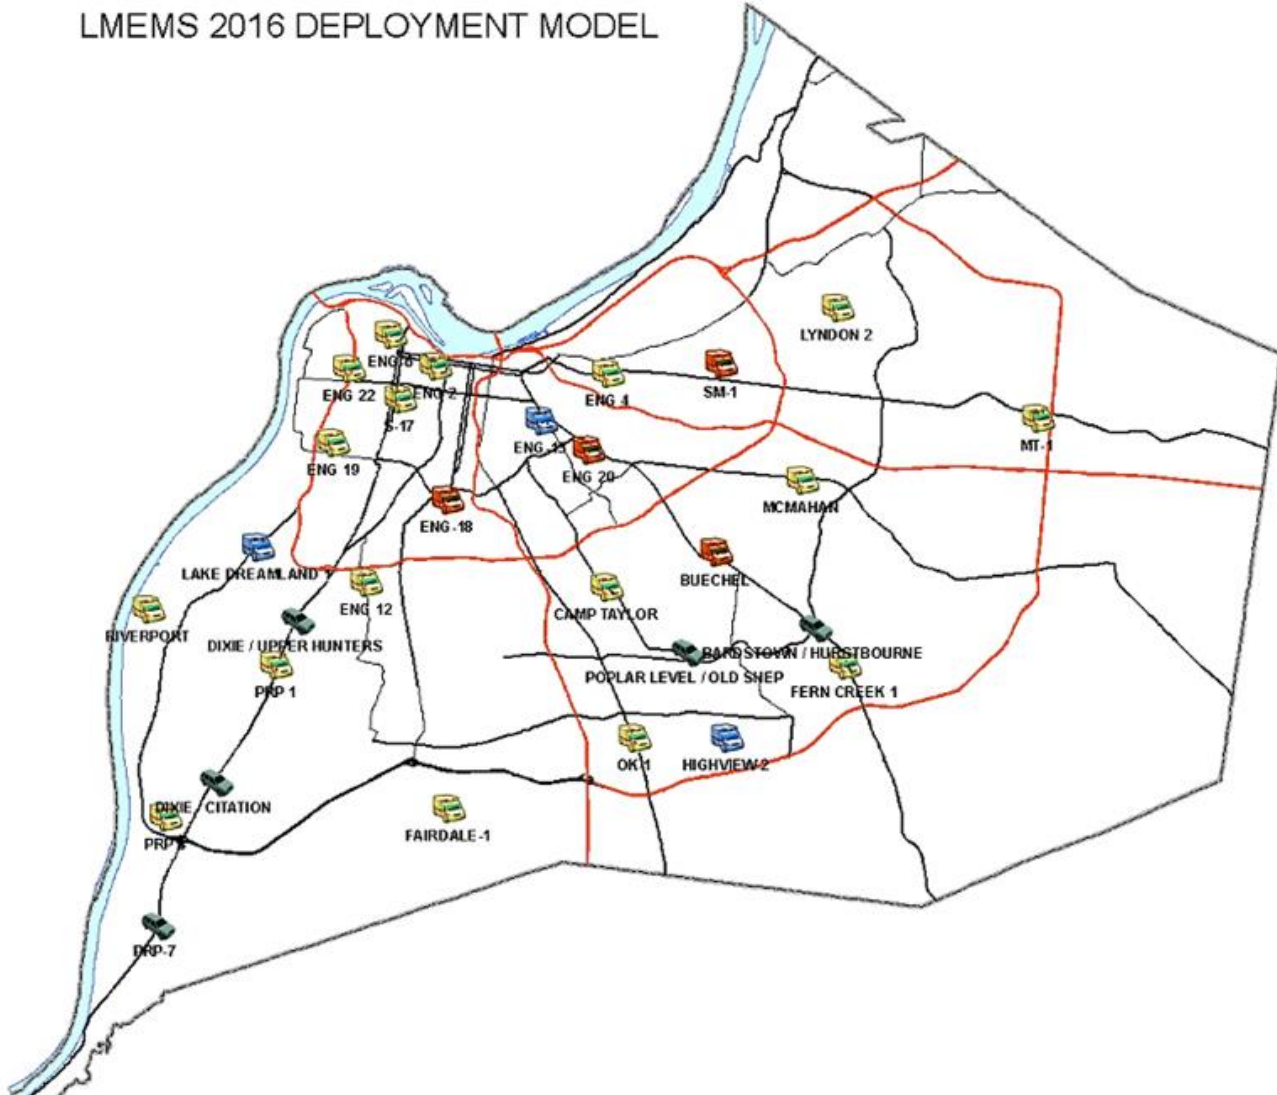 LMEMS 2016 DEPLOYMENT MODEL
LYNDON 2
ENG 6
ENG 22
ENG 2
ENG 4
SM-1
S-17
ENG-13
MT-1
ENG 19
ENG 20
MCMAHAN
ENG-18
LAKE DREAMLAND 1
BUECHEL
ENG 12
CAMP TAYLOR
RIVERPORT
DIXIE / UPPER HUNTERS
BARDSTOWN / HURSTBOURNE
POPLAR LEVEL / OLD SHEP
PRP 1
FERN CREEK 1
OK-1
HIGHVIEW-2
DIXIE / CITATION
FAIRDALE-1
PRP
PRP-7